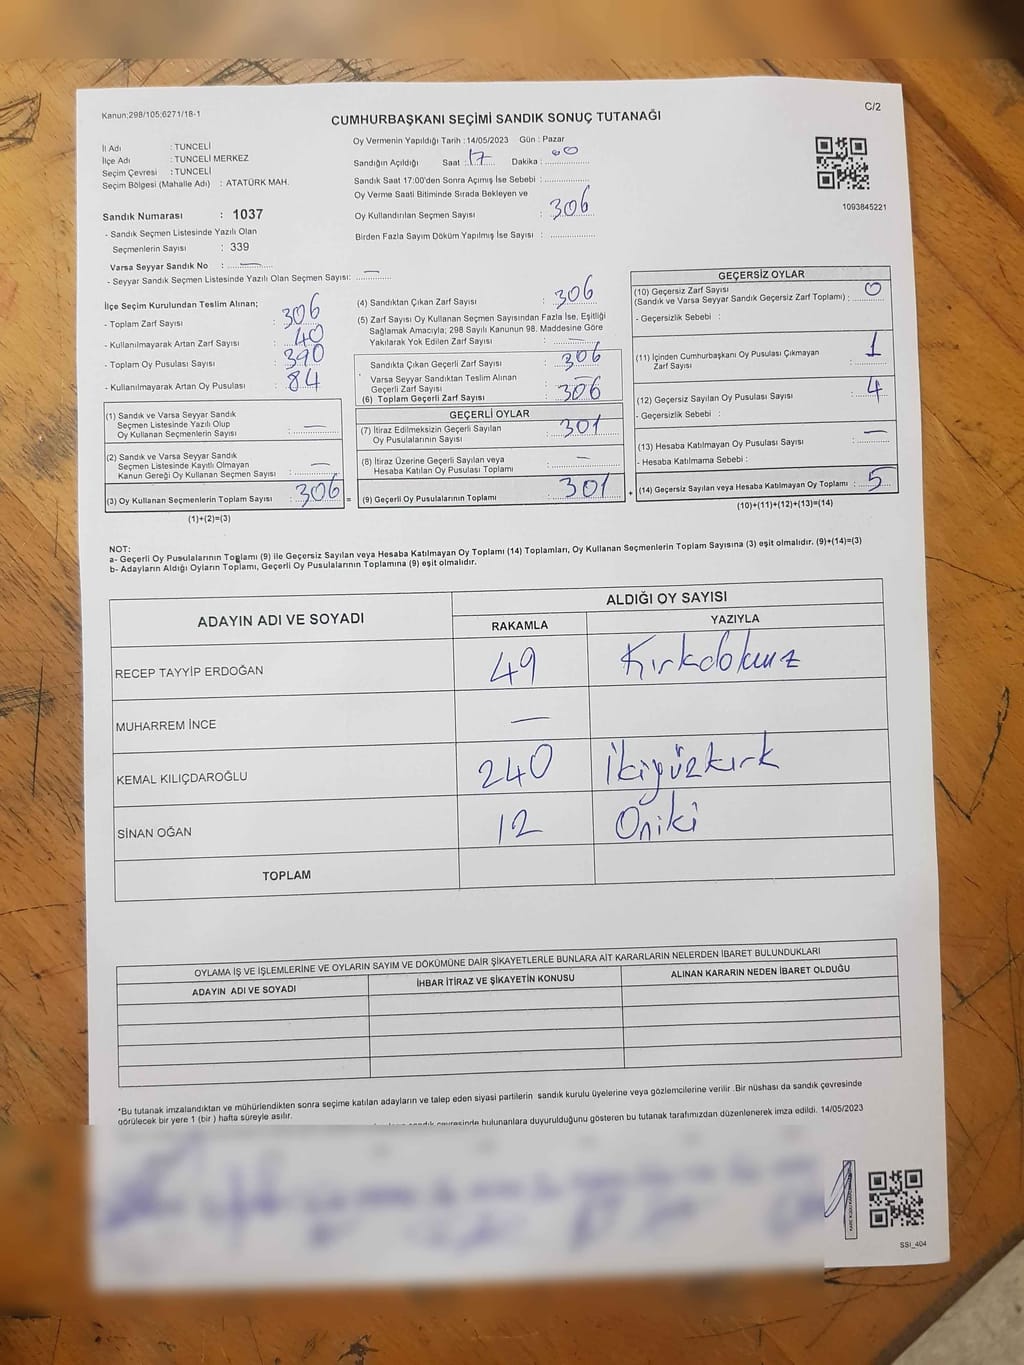 Kanun;298/105;6271/18-1
C/2
CUMHURBAŞKANI SEÇİMİ SANDIK SONUÇ TUTANAĞI
İl Adı : TUNCELİ
İlçe Adı : TUNCELİ MERKEZ
Seçim Çevresi : TUNCELİ
Seçim Bölgesi (Mahalle Adı) : ATATÜRK MAH.
Sandık Numarası : 1037
- Sandık Seçmen Listesinde Yazılı Olan
Seçmenlerin Sayısı : 339
Varsa Seyyar Sandık No : —
- Seyyar Sandık Seçmen Listesinde Yazılı Olan Seçmen Sayısı: —
Oy Vermenin Yapıldığı Tarih :14/05/2023 Gün : Pazar
Sandığın Açıldığı Saat : 17 Dakika : 00
Sandık Saat 17:00'den Sonra Açımış İse Sebebi :
Oy Verme Saati Bitiminde Sırada Bekleyen ve
Oy Kullandırılan Seçmen Sayısı : 306
Birden Fazla Sayım Döküm Yapılmış İse Sayısı :
1093845221
İlçe Seçim Kurulundan Teslim Alınan;
- Toplam Zarf Sayısı : 306
- Kullanılmayarak Artan Zarf Sayısı : 40
- Toplam Oy Pusulası Sayısı : 390
- Kullanılmayarak Artan Oy Pusulası : 84
(1) Sandık ve Varsa Seyyar Sandık
Seçmen Listesinde Yazılı Olup
Oy Kullanan Seçmenlerin Sayısı : —
(2) Sandık ve Varsa Seyyar Sandık
Seçmen Listesinde Kayıtlı Olmayan
Kanun Gereği Oy Kullanan Seçmen Sayısı : —
(3) Oy Kullanan Seçmenlerin Toplam Sayısı : 306 =
(1)+(2)=(3)
(4) Sandıktan Çıkan Zarf Sayısı : 306
(5) Zarf Sayısı Oy Kullanan Seçmen Sayısından Fazla İse, Eşitliği
Sağlamak Amacıyla; 298 Sayılı Kanunun 98. Maddesine Göre
Yakılarak Yok Edilen Zarf Sayısı : —
Sandıkta Çıkan Geçerli Zarf Sayısı : 306
Varsa Seyyar Sandıktan Teslim Alınan
Geçerli Zarf Sayısı : —
(6) Toplam Geçerli Zarf Sayısı : 306
GEÇERLİ OYLAR
(7) İtiraz Edilmeksizin Geçerli Sayılan
Oy Pusulalarının Sayısı : 301
(8) İtiraz Üzerine Geçerli Sayılan veya
Hesaba Katılan Oy Pusulası Toplamı : —
(9) Geçerli Oy Pusulalarının Toplamı : 301 +
GEÇERSİZ OYLAR
(10) Geçersiz Zarf Sayısı
(Sandık ve Varsa Seyyar Sandık Geçersiz Zarf Toplamı) : 0
- Geçersizlik Sebebi :
(11) İçinden Cumhurbaşkanı Oy Pusulası Çıkmayan
Zarf Sayısı : 1
(12) Geçersiz Sayılan Oy Pusulası Sayısı : 4
- Geçersizlik Sebebi :
(13) Hesaba Katılmayan Oy Pusulası Sayısı : —
- Hesaba Katılmama Sebebi :
(14) Geçersiz Sayılan veya Hesaba Katılmayan Oy Toplamı : 5
(10)+(11)+(12)+(13)=(14)
NOT:
a- Geçerli Oy Pusulalarının Toplamı (9) ile Geçersiz Sayılan veya Hesaba Katılmayan Oy Toplamı (14) Toplamları, Oy Kullanan Seçmenlerin Toplam Sayısına (3) eşit olmalıdır. (9)+(14)=(3)
b- Adayların Aldığı Oyların Toplamı, Geçerli Oy Pusulalarının Toplamına (9) eşit olmalıdır.
ADAYIN ADI VE SOYADI ALDIĞI OY SAYISI
RAKAMLA YAZIYLA
RECEP TAYYİP ERDOĞAN 49 Kırkdokuz
MUHARREM İNCE —
KEMAL KILIÇDAROĞLU 240 İkiyüzkırk
SİNAN OĞAN 12 Oniki
TOPLAM
OYLAMA İŞ VE İŞLEMLERİNE VE OYLARIN SAYIM VE DÖKÜMÜNE DAİR ŞİKAYETLERLE BUNLARA AİT KARARLARIN NELERDEN İBARET BULUNDUKLARI
ADAYIN ADI VE SOYADI İHBAR İTİRAZ VE ŞİKAYETİN KONUSU ALINAN KARARIN NEDEN İBARET OLDUĞU
*Bu tutanak imzalandıktan ve mühürlendikten sonra seçime katılan adayların ve talep eden siyasi partilerin sandık kurulu üyelerine veya gözlemcilerine verilir .Bir nüshası da sandık çevresinde
görülecek bir yere 1 (bir ) hafta süreyle asılır.
sandık çevresinde bulunanlara duyurulduğunu gösteren bu tutanak tarafımızdan düzenlenerek imza edildi. 14/05/2023
SSI_404